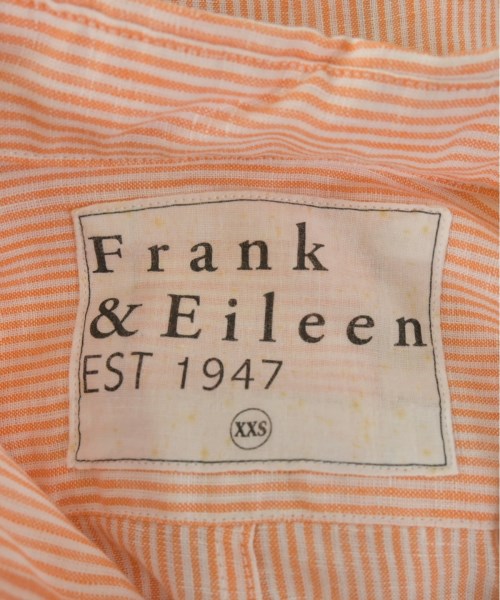 Frank
& Eileen
EST 1947
XXS